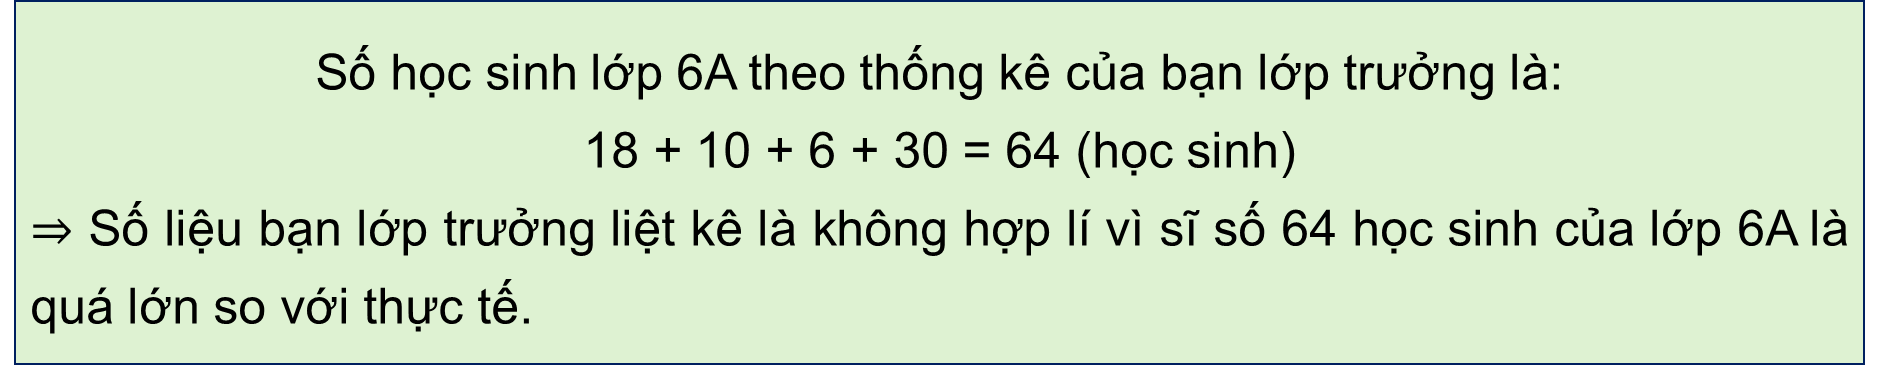 Số học sinh lớp 6A theo thống kê của bạn lớp trưởng là:
18 + 10 + 6 + 30 = 64 (học sinh)
⇒ Số liệu bạn lớp trưởng liệt kê là không hợp lí vì sĩ số 64 học sinh của lớp 6A là
quá lớn so với thực tế.